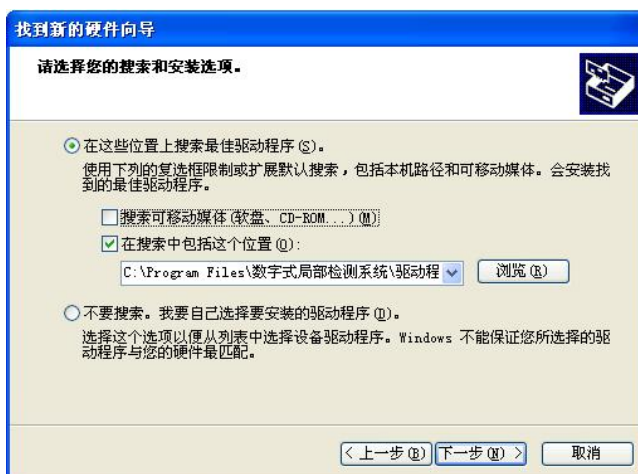 找到新的硬件向导
请选择您的搜索和安装选项。
在这些位置上搜索最佳驱动程序(S)。
使用下列的复选框限制或扩展默认搜索，包括本机路径和可移动媒体。会安装找
到的最佳驱动程序。
搜索可移动媒体(软盘、CD-ROM...)(M)
在搜索中包括这个位置(O):
C:\Program Files\数字式局部检测系统\驱动程
浏览(R)
不要搜索。我要自己选择要安装的驱动程序(D)。
选择这个选项以便从列表中选择设备驱动程序。Windows 不能保证您所选择的驱
动程序与您的硬件最匹配。
< 上一步(B) 下一步(N) > 取消